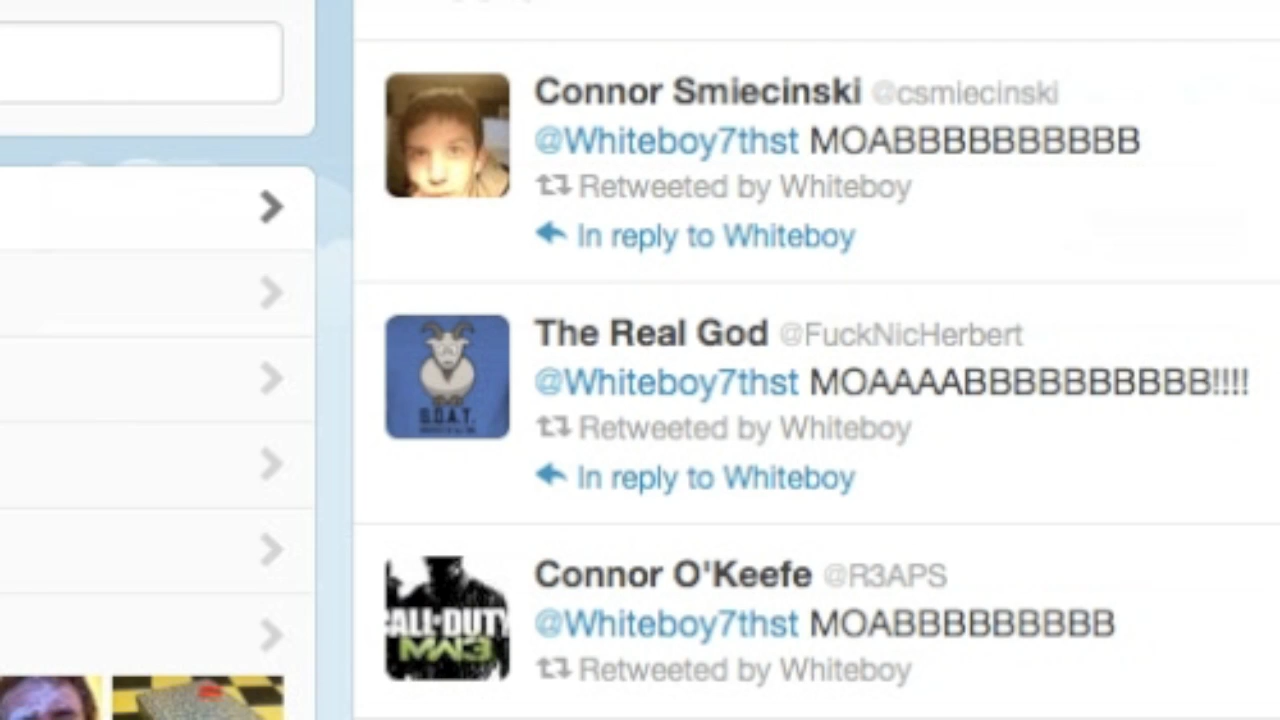 Connor Smiecinski @csmiecinski
@Whiteboy7thst MOABBBBBBBBBB
Retweeted by Whiteboy
In reply to Whiteboy
The Real God @FuckNicHerbert
@Whiteboy7thst MOAAAABBBBBBBBBB!!!!
Retweeted by Whiteboy
In reply to Whiteboy
G.O.A.T.
Connor O'Keefe @R3APS
@Whiteboy7thst MOABBBBBBBBB
Retweeted by Whiteboy
CALL DUTY
MW3